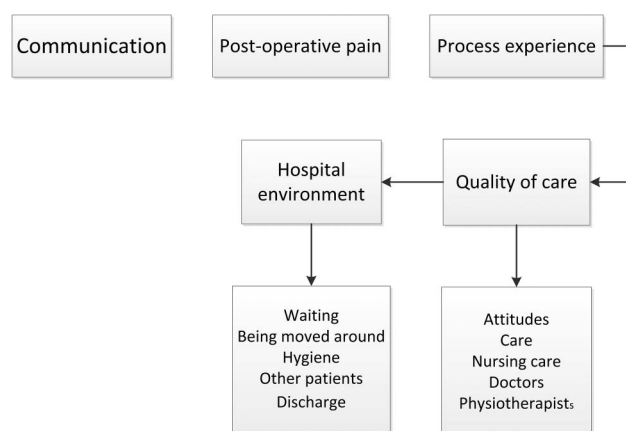 Communication
Post-operative pain
Process experience
Hospital
environment
Quality of care
Waiting
Being moved around
Hygiene
Other patients
Discharge
Attitudes
Care
Nursing care
Doctors
Physiotherapists